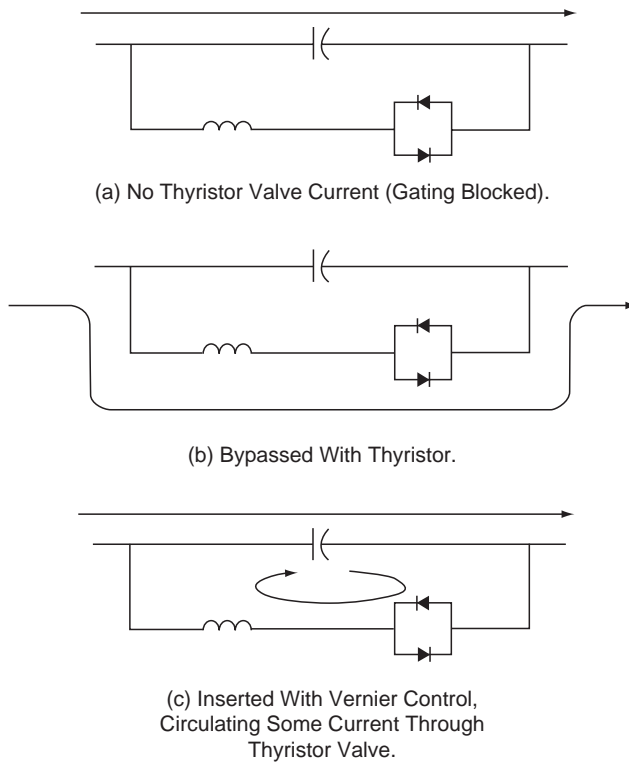 (a) No Thyristor Valve Current (Gating Blocked).
(b) Bypassed With Thyristor.
(c) Inserted With Vernier Control,
Circulating Some Current Through
Thyristor Valve.